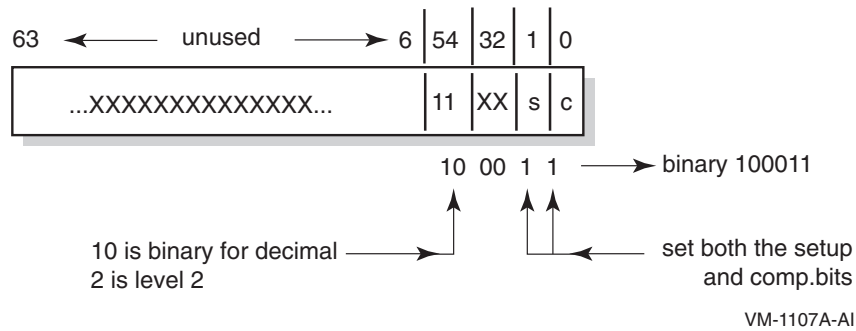 63 unused 6 54 32 1 0
...XXXXXXXXXXXXXX... 11 XX s c
10 00 1 1 binary 100011
10 is binary for decimal
2 is level 2
set both the setup
and comp.bits
VM-1107A-AI